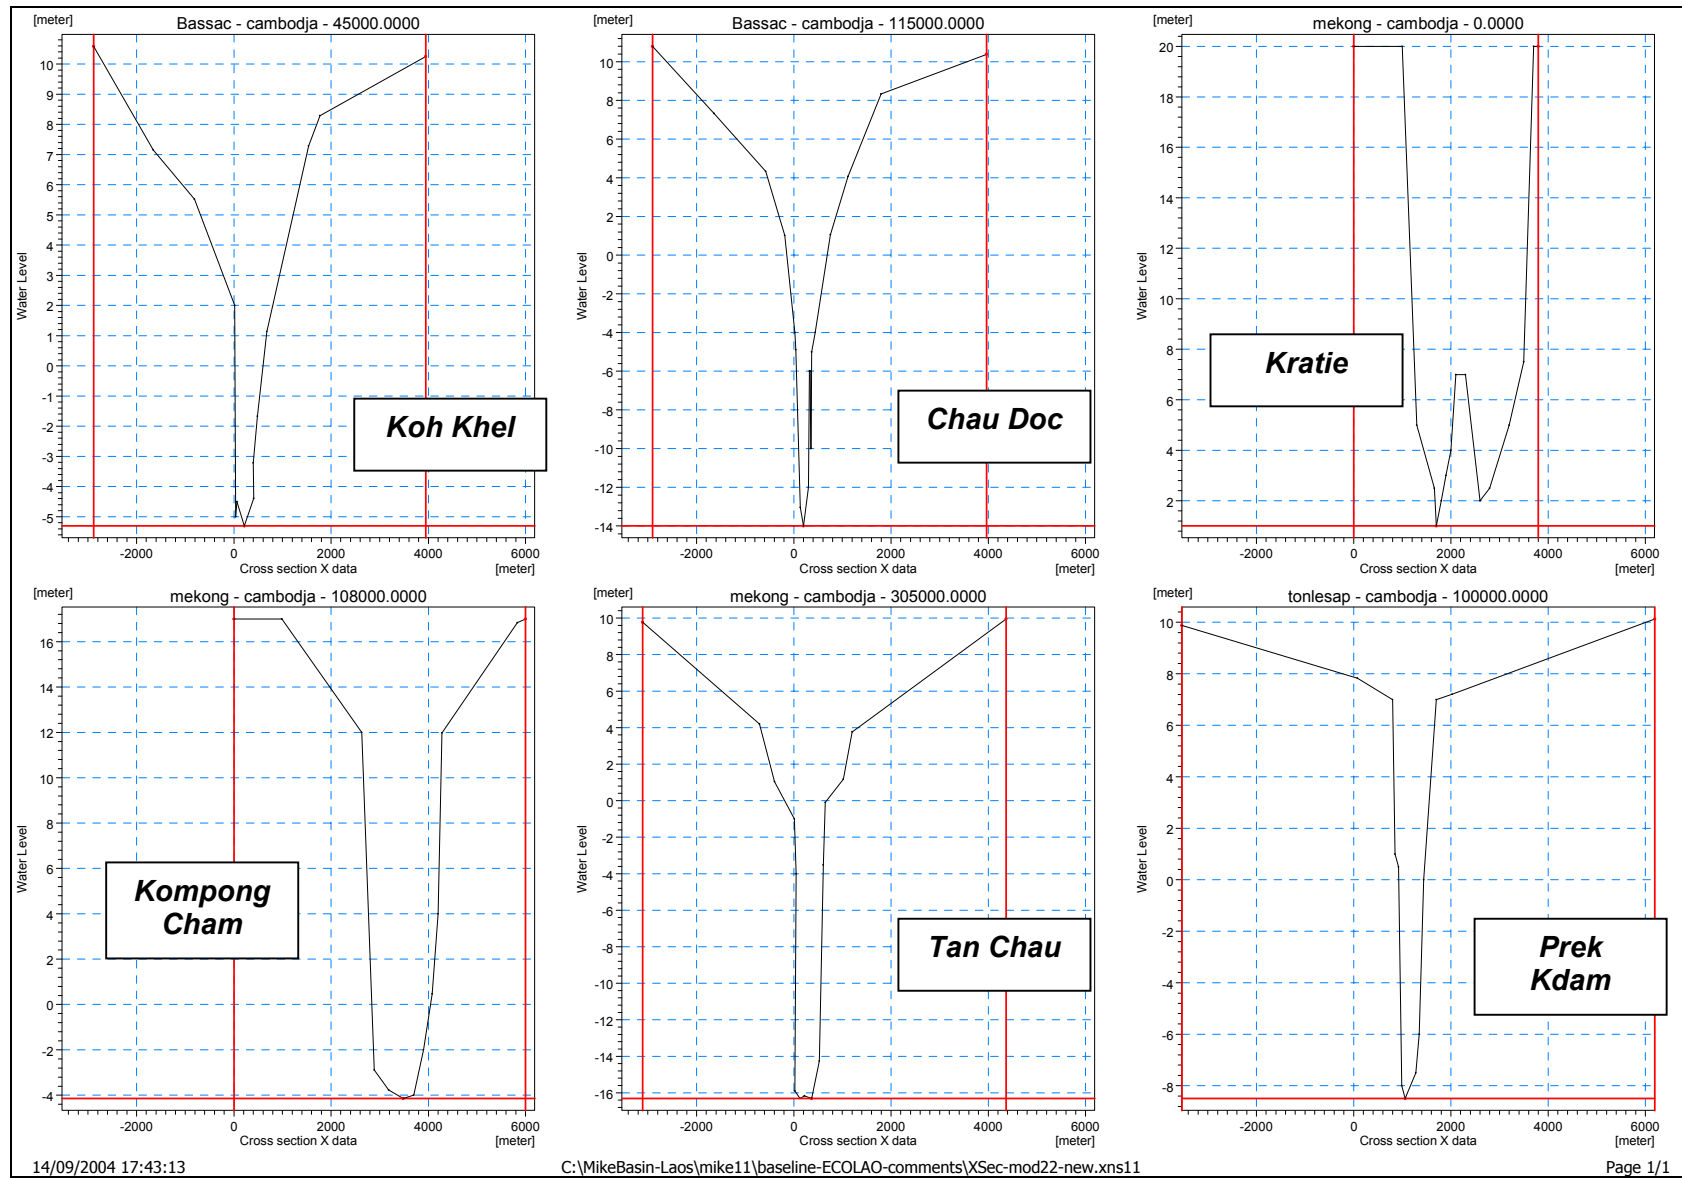 [meter]
Bassac - cambodja - 45000.0000
10
9
8
7
6
5
4
3
2
1
0
-1
-2
-3
-4
-5
Water Level
Koh Khel
-2000 0 2000 4000 6000
Cross section X data
[meter]
[meter]
Bassac - cambodja - 115000.0000
10
8
6
4
2
0
-2
-4
-6
-8
-10
-12
-14
Water Level
Chau Doc
-2000 0 2000 4000 6000
Cross section X data
[meter]
[meter]
mekong - cambodja - 0.0000
20
18
16
14
12
10
8
6
4
2
Water Level
Kratie
-2000 0 2000 4000 6000
Cross section X data
[meter]
[meter]
mekong - cambodja - 108000.0000
16
14
12
10
8
6
4
2
0
-2
-4
Water Level
Kompong
Cham
-2000 0 2000 4000 6000
Cross section X data
[meter]
[meter]
mekong - cambodja - 305000.0000
10
8
6
4
2
0
-2
-4
-6
-8
-10
-12
-14
-16
Water Level
Tan Chau
-2000 0 2000 4000 6000
Cross section X data
[meter]
[meter]
tonlesap - cambodja - 100000.0000
10
8
6
4
2
0
-2
-4
-6
-8
Water Level
Prek
Kdam
-2000 0 2000 4000 6000
Cross section X data
[meter]
14/09/2004 17:43:13
C:\MikeBasin-Laos\mike11\baseline-ECOLAO-comments\XSec-mod22-new.xns11
Page 1/1